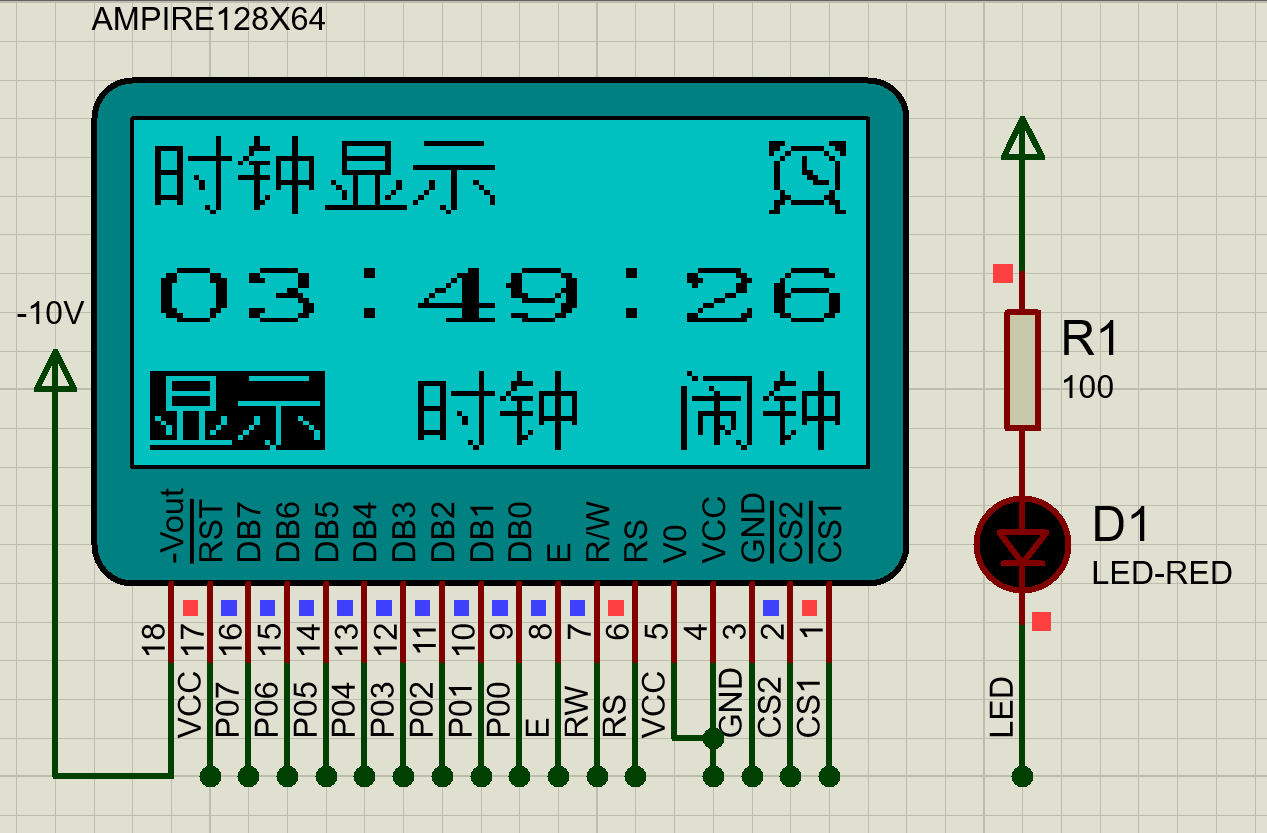 AMPIRE128X64
时钟显示
03:49:26
显示 时钟 闹钟
-10V
-Vout RST DB7 DB6 DB5 DB4 DB3 DB2 DB1 DB0 E R/W RS V0 VCC GND CS2 CS1
18 17 16 15 14 13 12 11 10 9 8 7 6 5 4 3 2 1
VCC P07 P06 P05 P04 P03 P02 P01 P00 E RW RS VCC GND CS2 CS1
R1
100
D1
LED-RED
LED